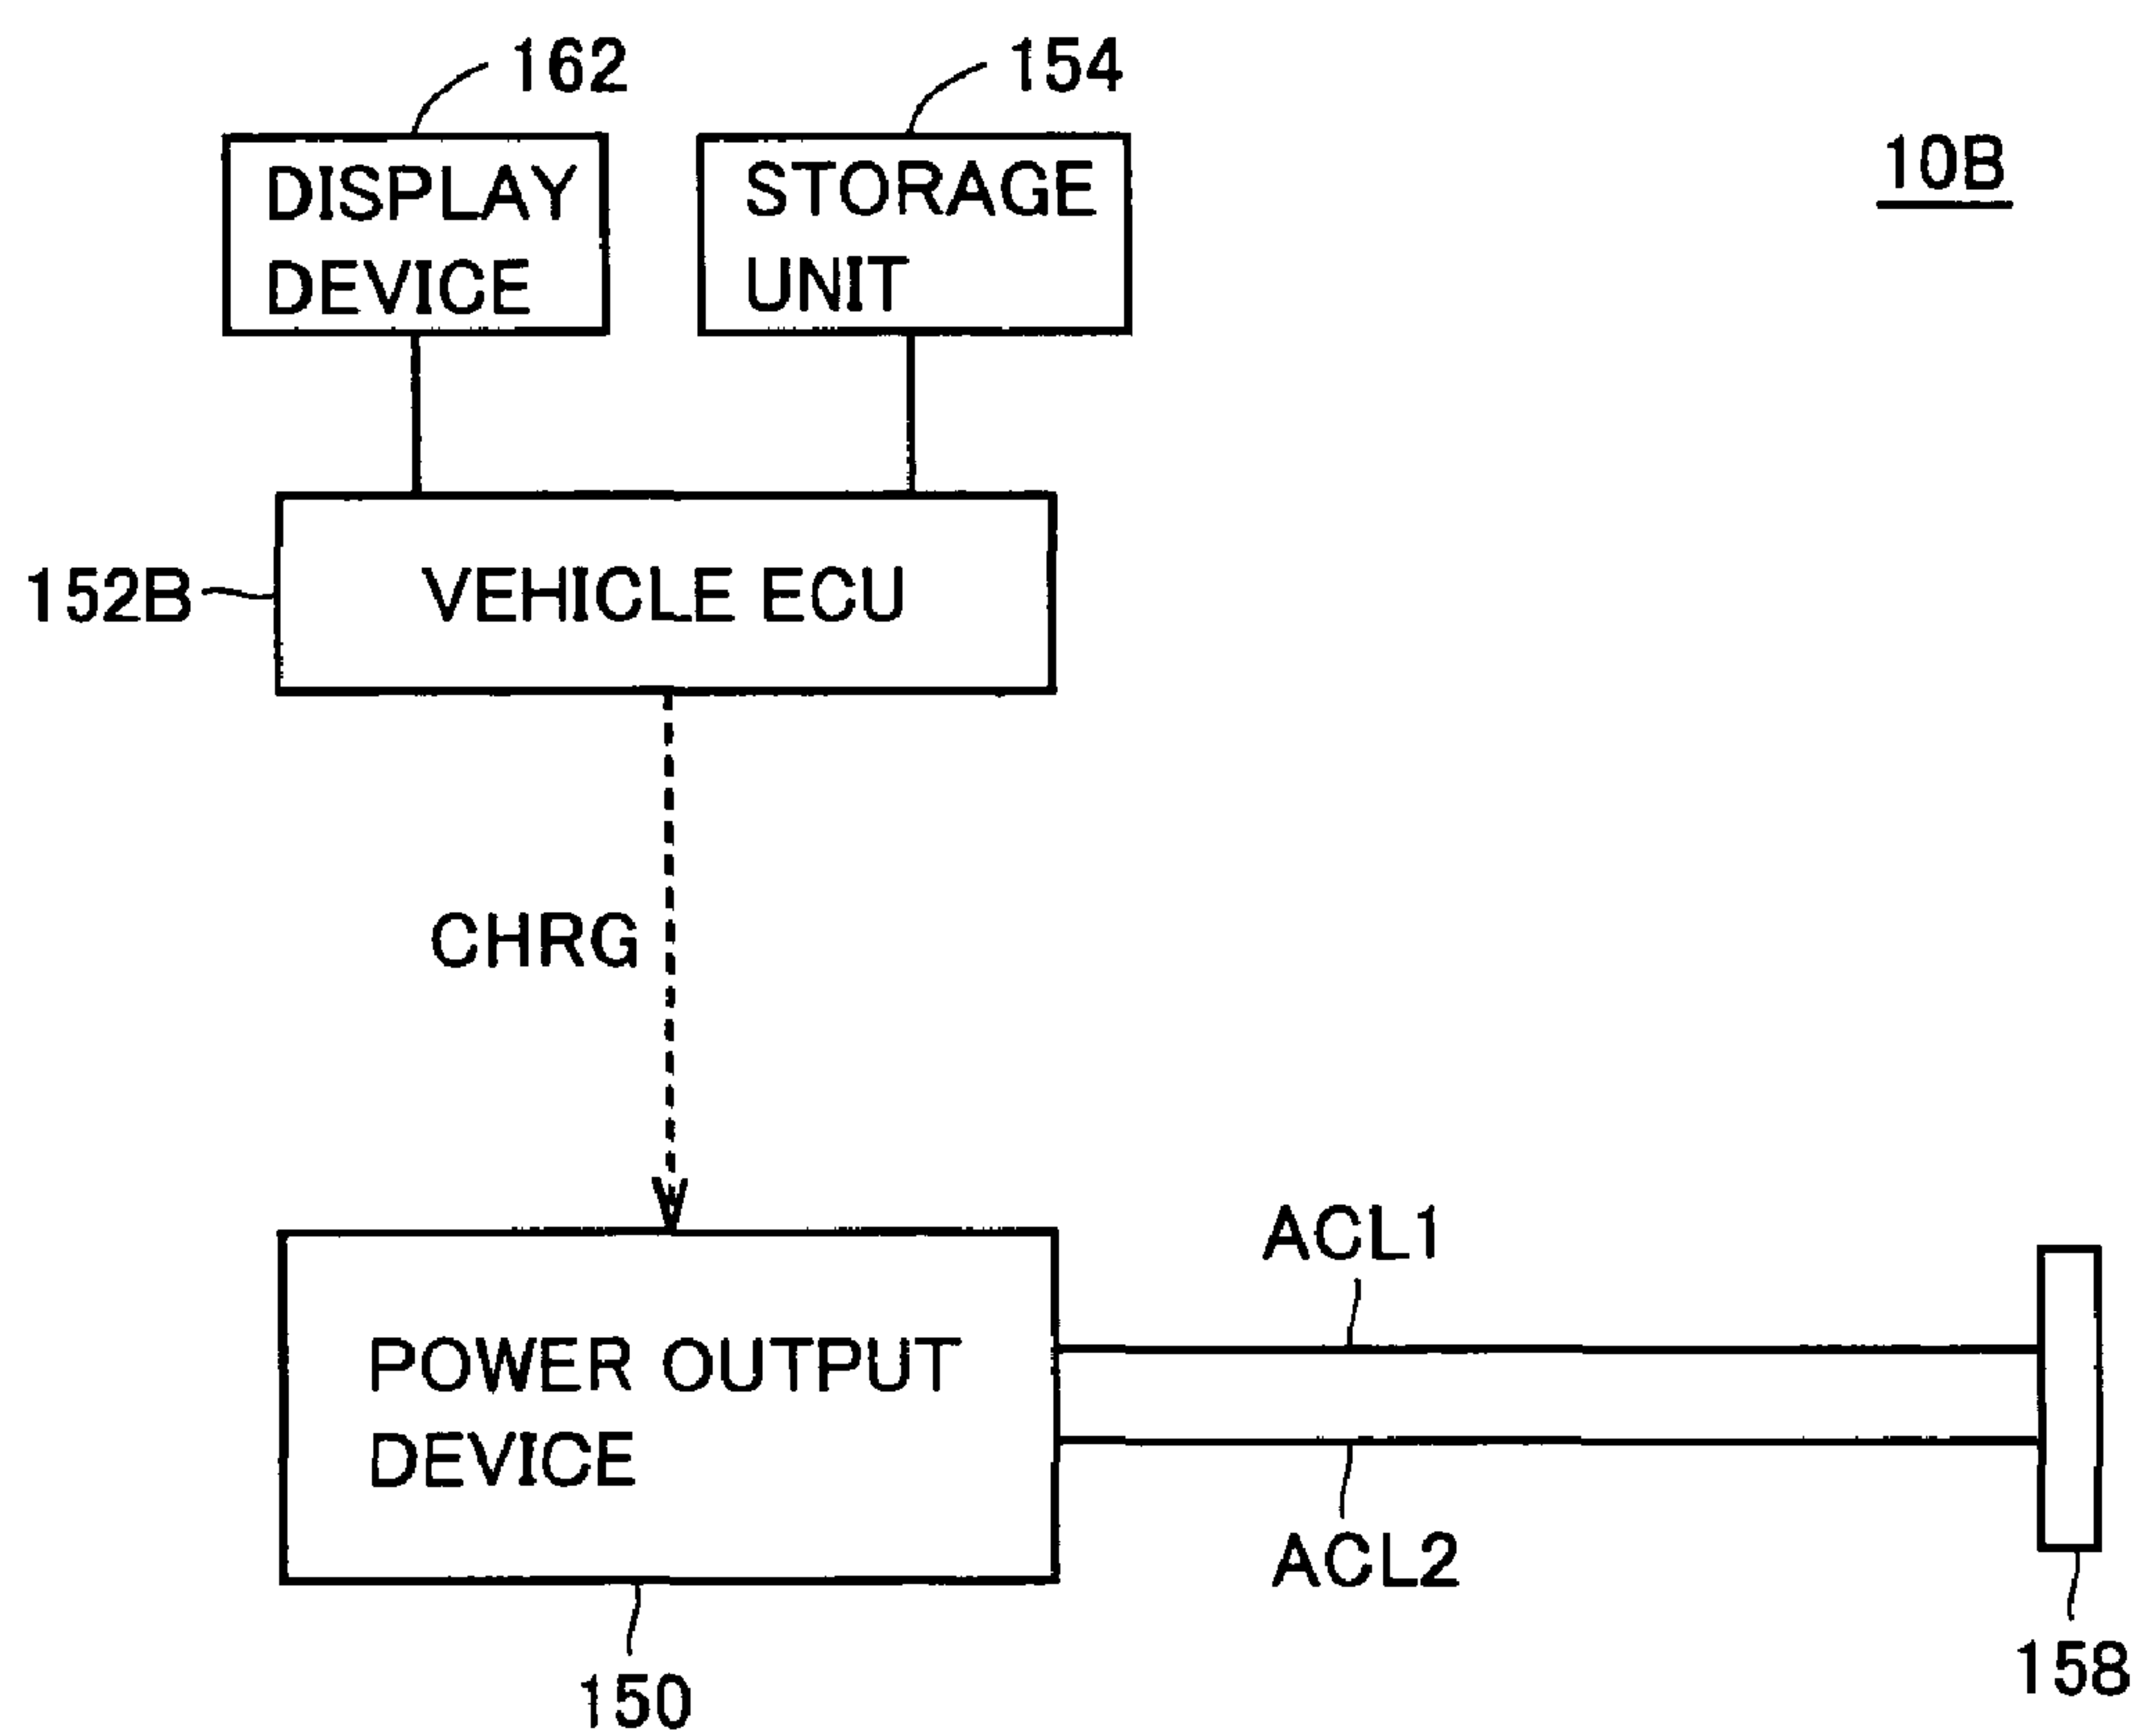 162
154
10B
DISPLAY
DEVICE
STORAGE
UNIT
152B
VEHICLE ECU
CHRG
ACL1
POWER OUTPUT
DEVICE
ACL2
150
158